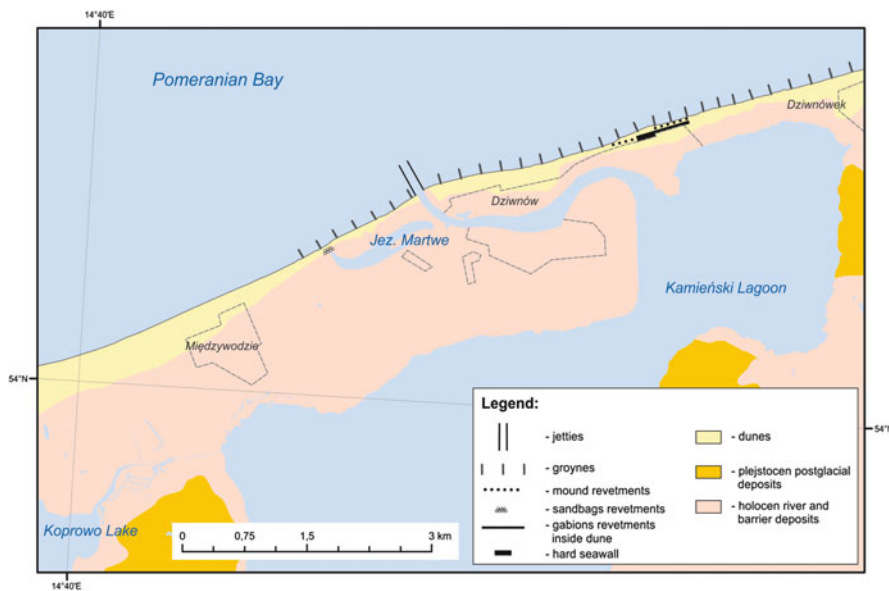 14°40'E
Pomeranian Bay
Dziwnówek
Dziwnów
Jez. Martwe
Kamieński Lagoon
Międzywodzie
54°N
54°N
Koprowo Lake
0 0,75 1,5 3 km
14°40'E
Legend:
- jetties
- groynes
- mound revetments
- sandbags revetments
- gabions revetments
inside dune
- hard seawall
- dunes
- plejstocen postglacial
deposits
- holocen river and
barrier deposits